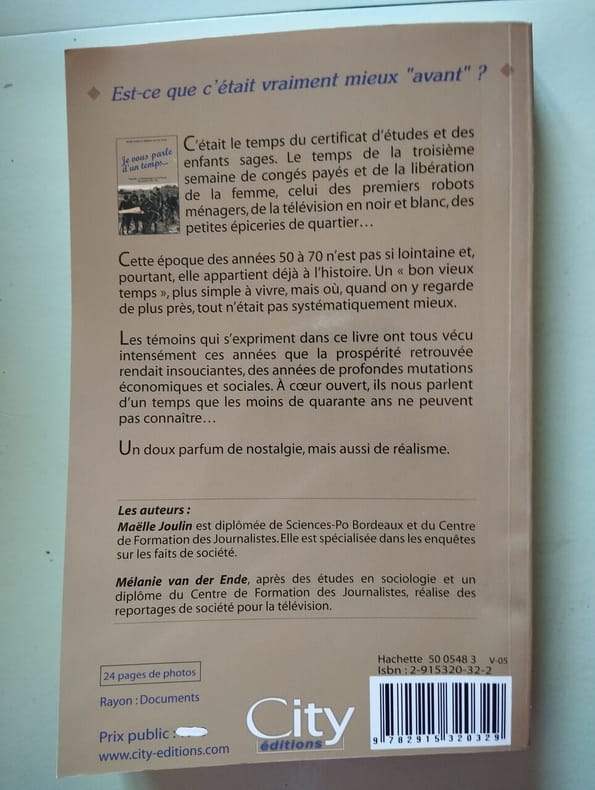 Est-ce que c'était vraiment mieux "avant" ?
Je vous parle
d'un temps...
C'était le temps du certificat d'études et des
enfants sages. Le temps de la troisième
semaine de congés payés et de la libération
de la femme, celui des premiers robots
ménagers, de la télévision en noir et blanc, des
petites épiceries de quartier…
Cette époque des années 50 à 70 n'est pas si lointaine et,
pourtant, elle appartient déjà à l'histoire. Un « bon vieux
temps », plus simple à vivre, mais où, quand on y regarde
de plus près, tout n'était pas systématiquement mieux.
Les témoins qui s'expriment dans ce livre ont tous vécu
intensément ces années que la prospérité retrouvée
rendait insouciantes, des années de profondes mutations
économiques et sociales. À cœur ouvert, ils nous parlent
d'un temps que les moins de quarante ans ne peuvent
pas connaître…
Un doux parfum de nostalgie, mais aussi de réalisme.
Les auteurs :
Maëlle Joulin est diplômée de Sciences-Po Bordeaux et du Centre
de Formation des Journalistes. Elle est spécialisée dans les enquêtes
sur les faits de société.
Mélanie van der Ende, après des études en sociologie et un
diplôme du Centre de Formation des Journalistes, réalise des
reportages de société pour la télévision.
24 pages de photos
Rayon : Documents
Prix public :
www.city-editions.com
City
éditions
Hachette 50 0548 3 V-05
Isbn : 2-915320-32-2
9 782915 320329